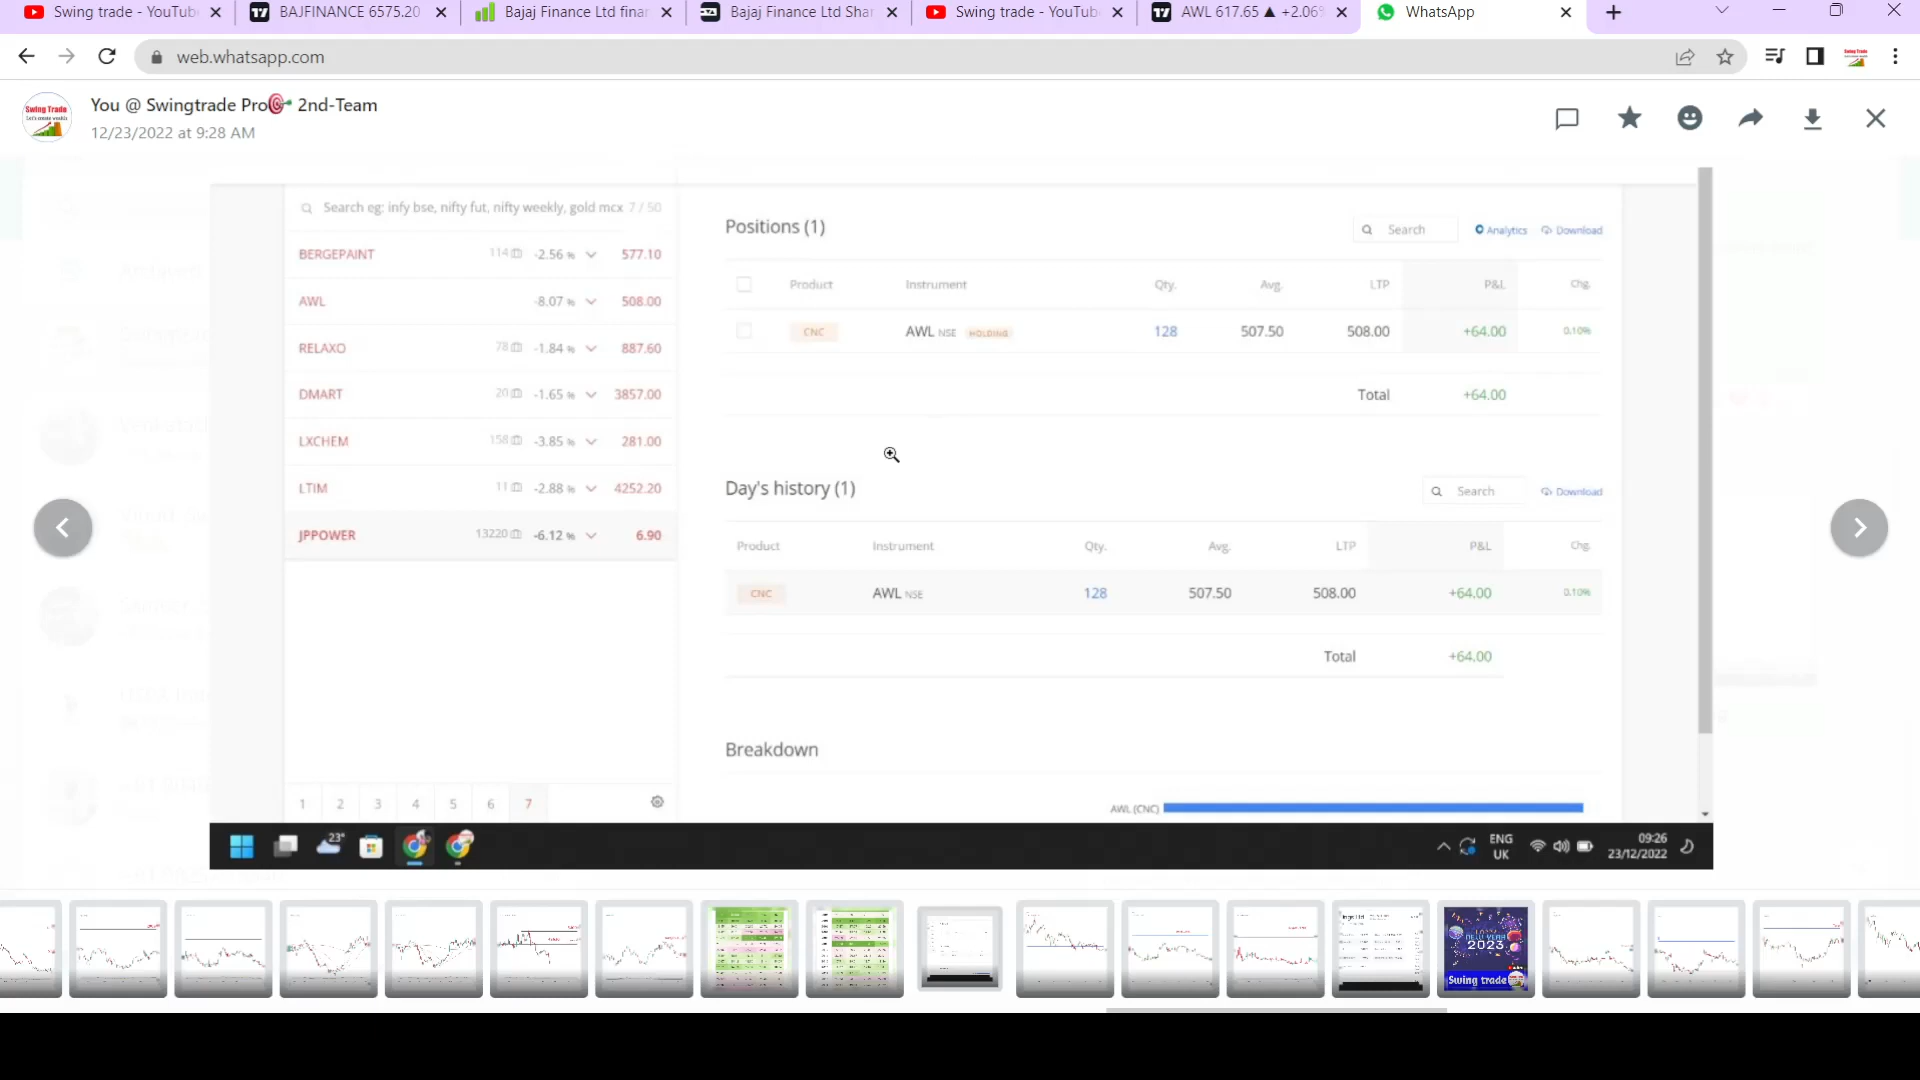 Swing trade - YouTub
BAJFINANCE 6575.20
Bajaj Finance Ltd finar
Bajaj Finance Ltd Shar
Swing trade - YouTub
AWL 617.65 ▲ +2.06%
WhatsApp
web.whatsapp.com
You @ Swingtrade Pro🎯 2nd-Team
12/23/2022 at 9:28 AM
Search eg: infy bse, nifty fut, nifty weekly, gold mcx 7 / 50
BERGEPAINT 114 -2.56 % 577.10
AWL -8.07 % 508.00
RELAXO 78 -1.84 % 887.60
DMART 20 -1.65 % 3857.00
LXCHEM 158 -3.85 % 281.00
LTIM 11 -2.88 % 4252.20
JPPOWER 13220 -6.12 % 6.90
1 2 3 4 5 6 7
Positions (1)
Search Analytics Download
Product Instrument Qty. Avg. LTP P&L Chg.
CNC AWL NSE HOLDING 128 507.50 508.00 +64.00 0.10%
Total +64.00
Day's history (1)
Search Download
Product Instrument Qty. Avg. LTP P&L Chg.
CNC AWL NSE 128 507.50 508.00 +64.00 0.10%
Total +64.00
Breakdown
AWL (CNC)
23°
ENG
UK
09:26
23/12/2022
NEW YEAR
2023
Swing trade